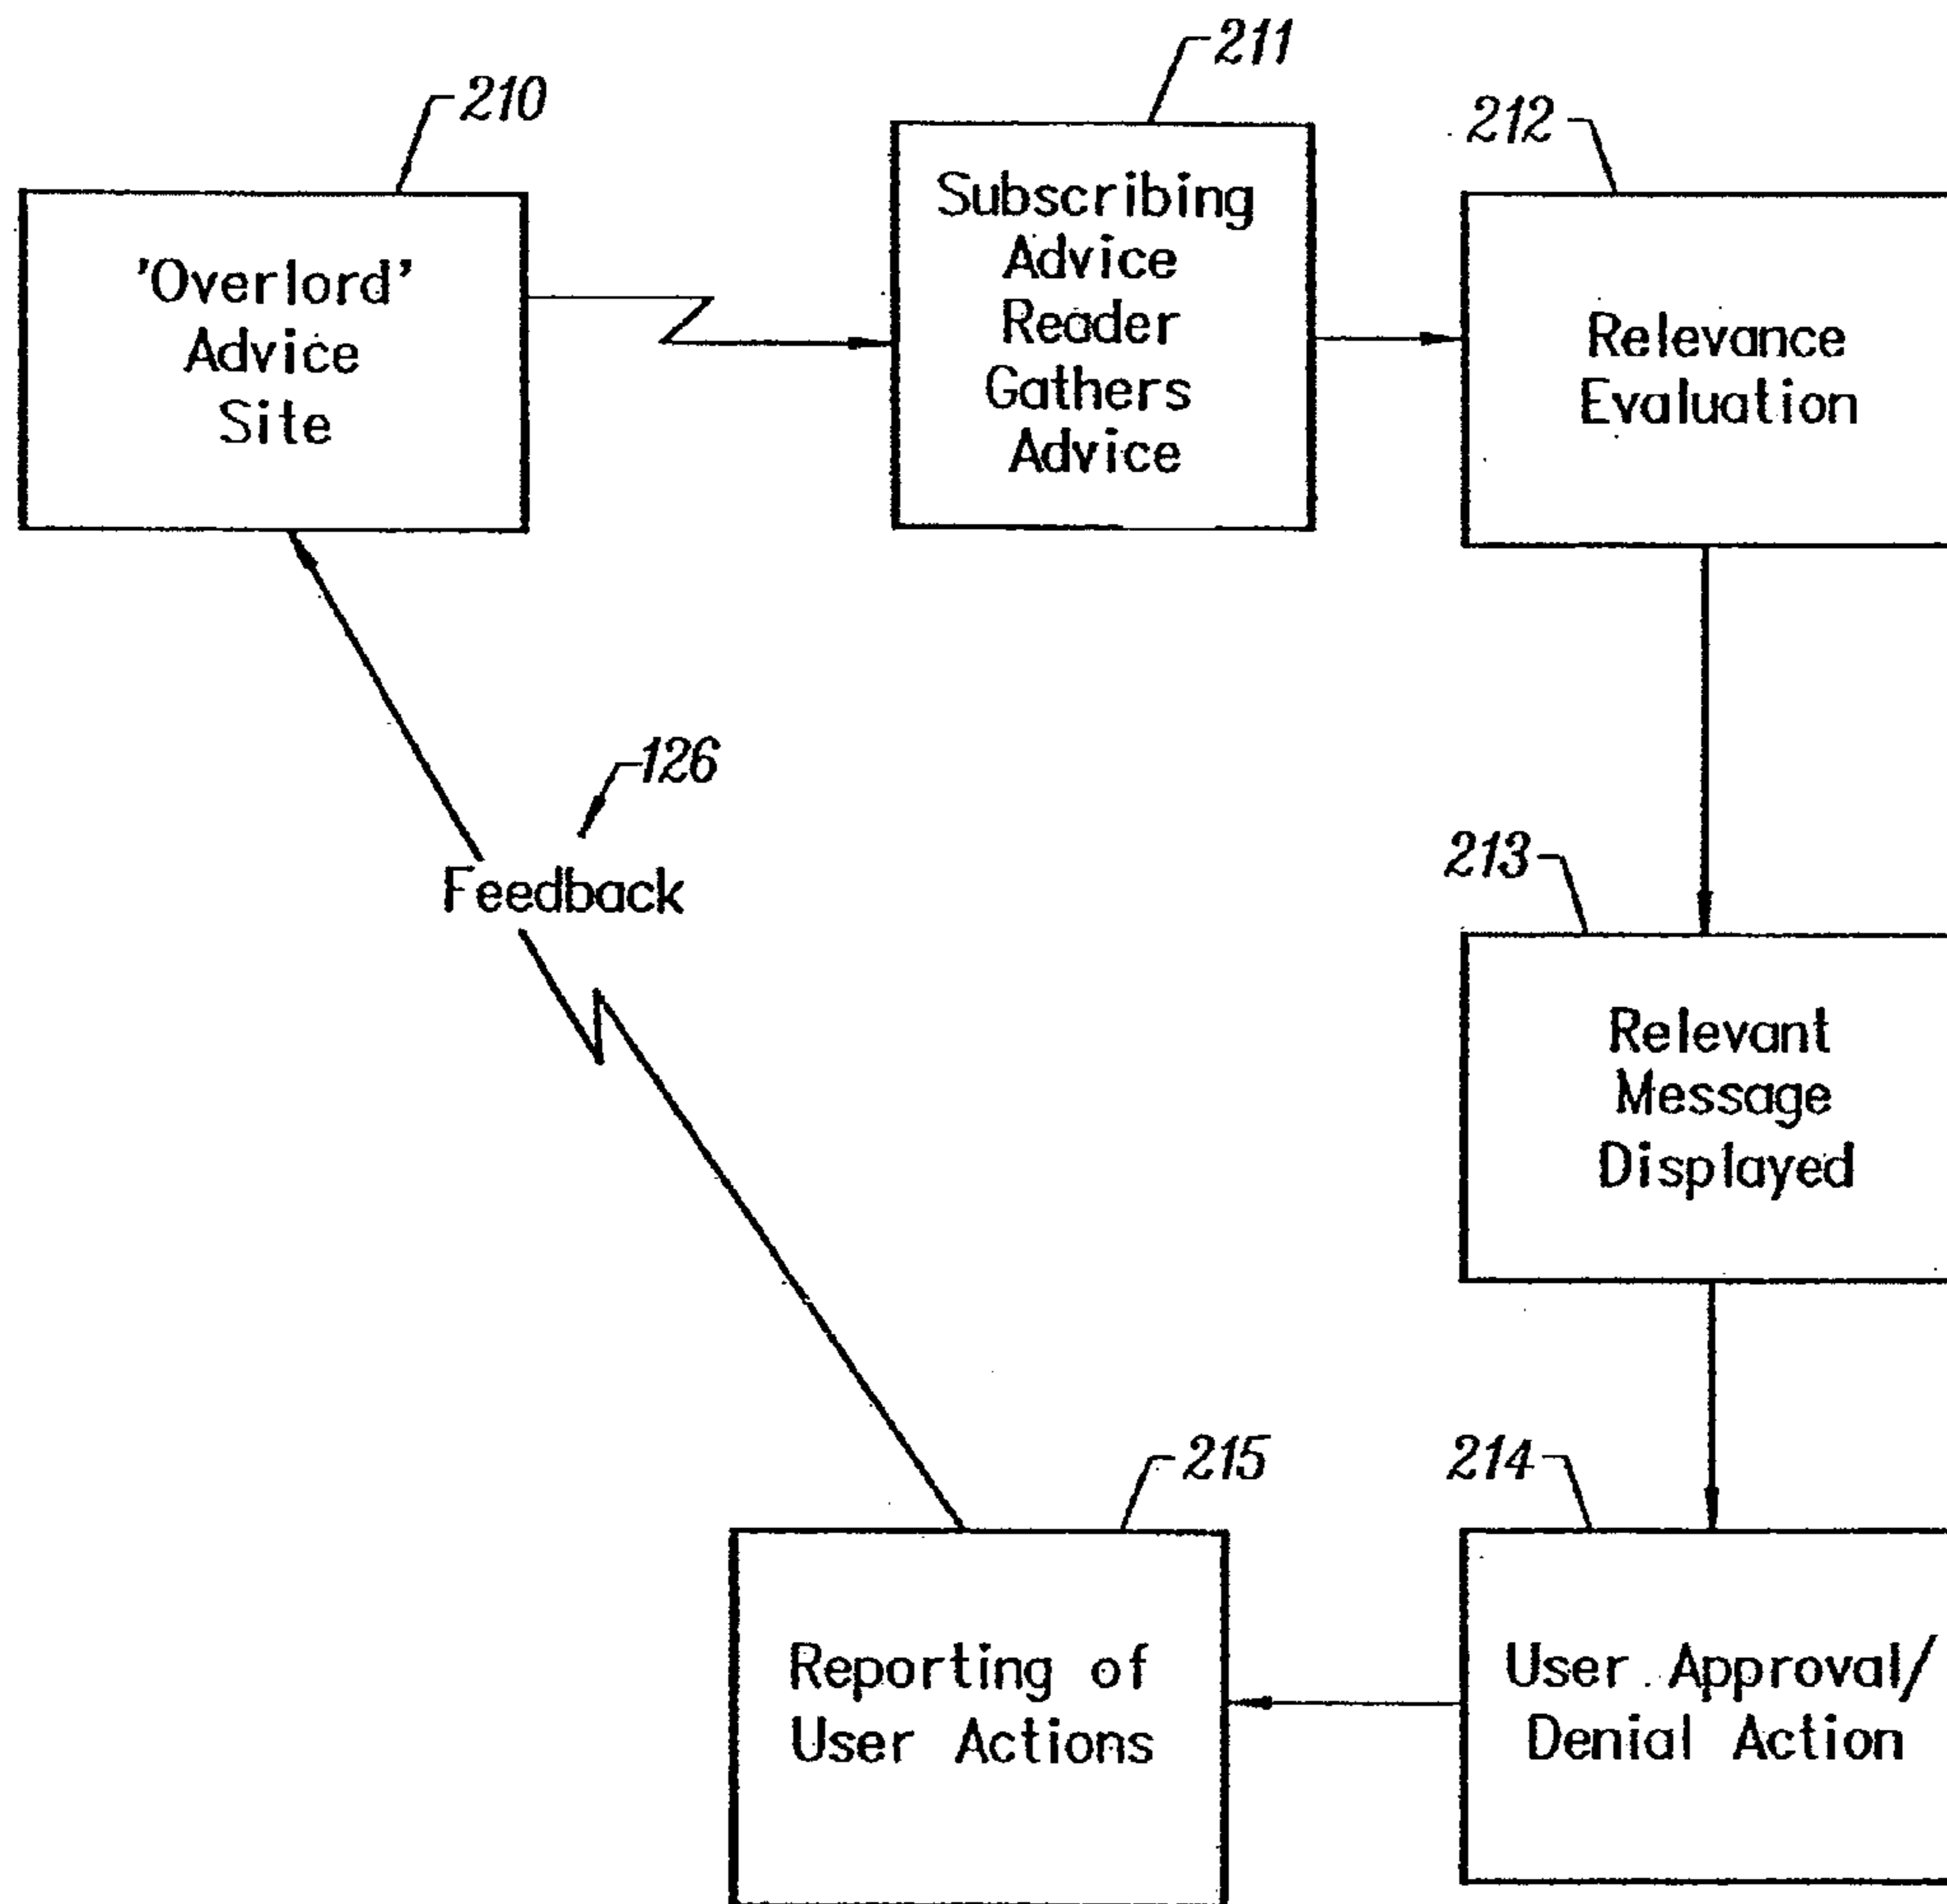 210
'Overlord'
Advice
Site
211
Subscribing
Advice
Reader
Gathers
Advice
212
Relevance
Evaluation
126
Feedback
213
Relevant
Message
Displayed
214
User Approval/
Denial Action
215
Reporting of
User Actions